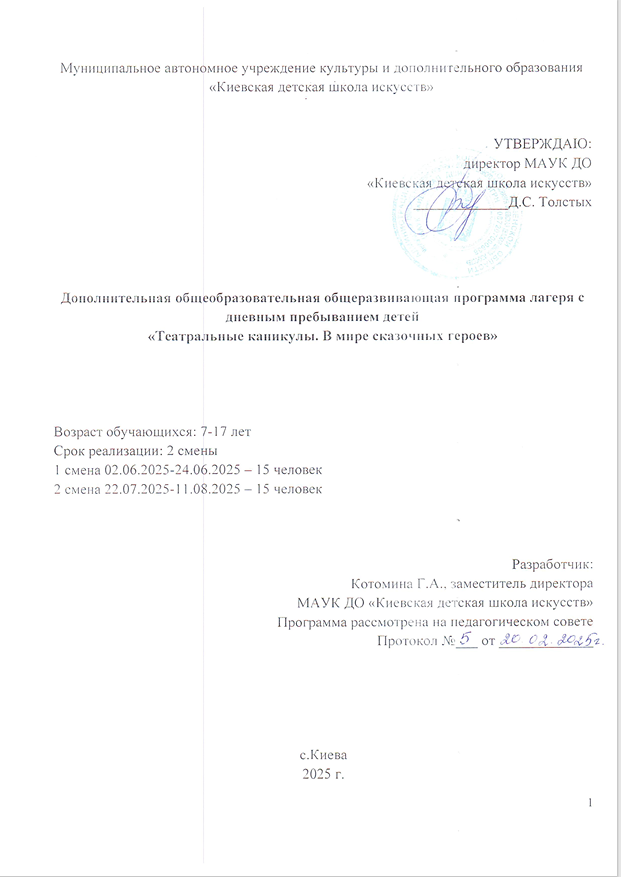 Муниципальное автономное учреждение культуры и дополнительного образования
«Киевская детская школа искусств»
УТВЕРЖДАЮ:
директор МАУК ДО
«Киевская детская школа искусств»
____________Д.С. Толстых
Дополнительная общеобразовательная общеразвивающая программа лагеря с
дневным пребыванием детей
«Театральные каникулы. В мире сказочных героев»
Возраст обучающихся: 7-17 лет
Срок реализации: 2 смены
1 смена 02.06.2025-24.06.2025 – 15 человек
2 смена 22.07.2025-11.08.2025 – 15 человек
Разработчик:
Котомина Г.А., заместитель директора
МАУК ДО «Киевская детская школа искусств»
Программа рассмотрена на педагогическом совете
Протокол № 5 от 20.02.2025г.
с.Киева
2025 г.
1